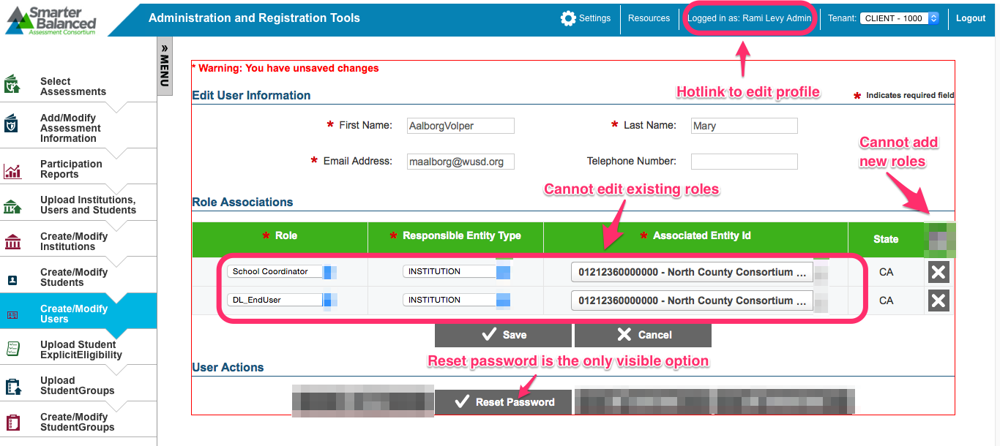 Smarter
Balanced
Assessment Consortium
Administration and Registration Tools
Settings
Resources
Logged in as: Rami Levy Admin
Tenant:
CLIENT - 1000
Logout
» MENU
Select
Assessments
Add/Modify
Assessment
Information
Participation
Reports
Upload Institutions,
Users and Students
Create/Modify
Institutions
Create/Modify
Students
Create/Modify
Users
Upload Student
ExplicitEligibility
Upload
StudentGroups
Create/Modify
StudentGroups
* Warning: You have unsaved changes
Hotlink to edit profile
Edit User Information
* Indicates required field
* First Name:
AalborgVolper
* Last Name:
Mary
* Email Address:
maalborg@wusd.org
Telephone Number:
Cannot add
new roles
Cannot edit existing roles
Role Associations
* Role
* Responsible Entity Type
* Associated Entity Id
State
School Coordinator
INSTITUTION
01212360000000 - North County Consortium ...
CA
DL_EndUser
INSTITUTION
01212360000000 - North County Consortium ...
CA
Save
Cancel
Reset password is the only visible option
User Actions
Reset Password